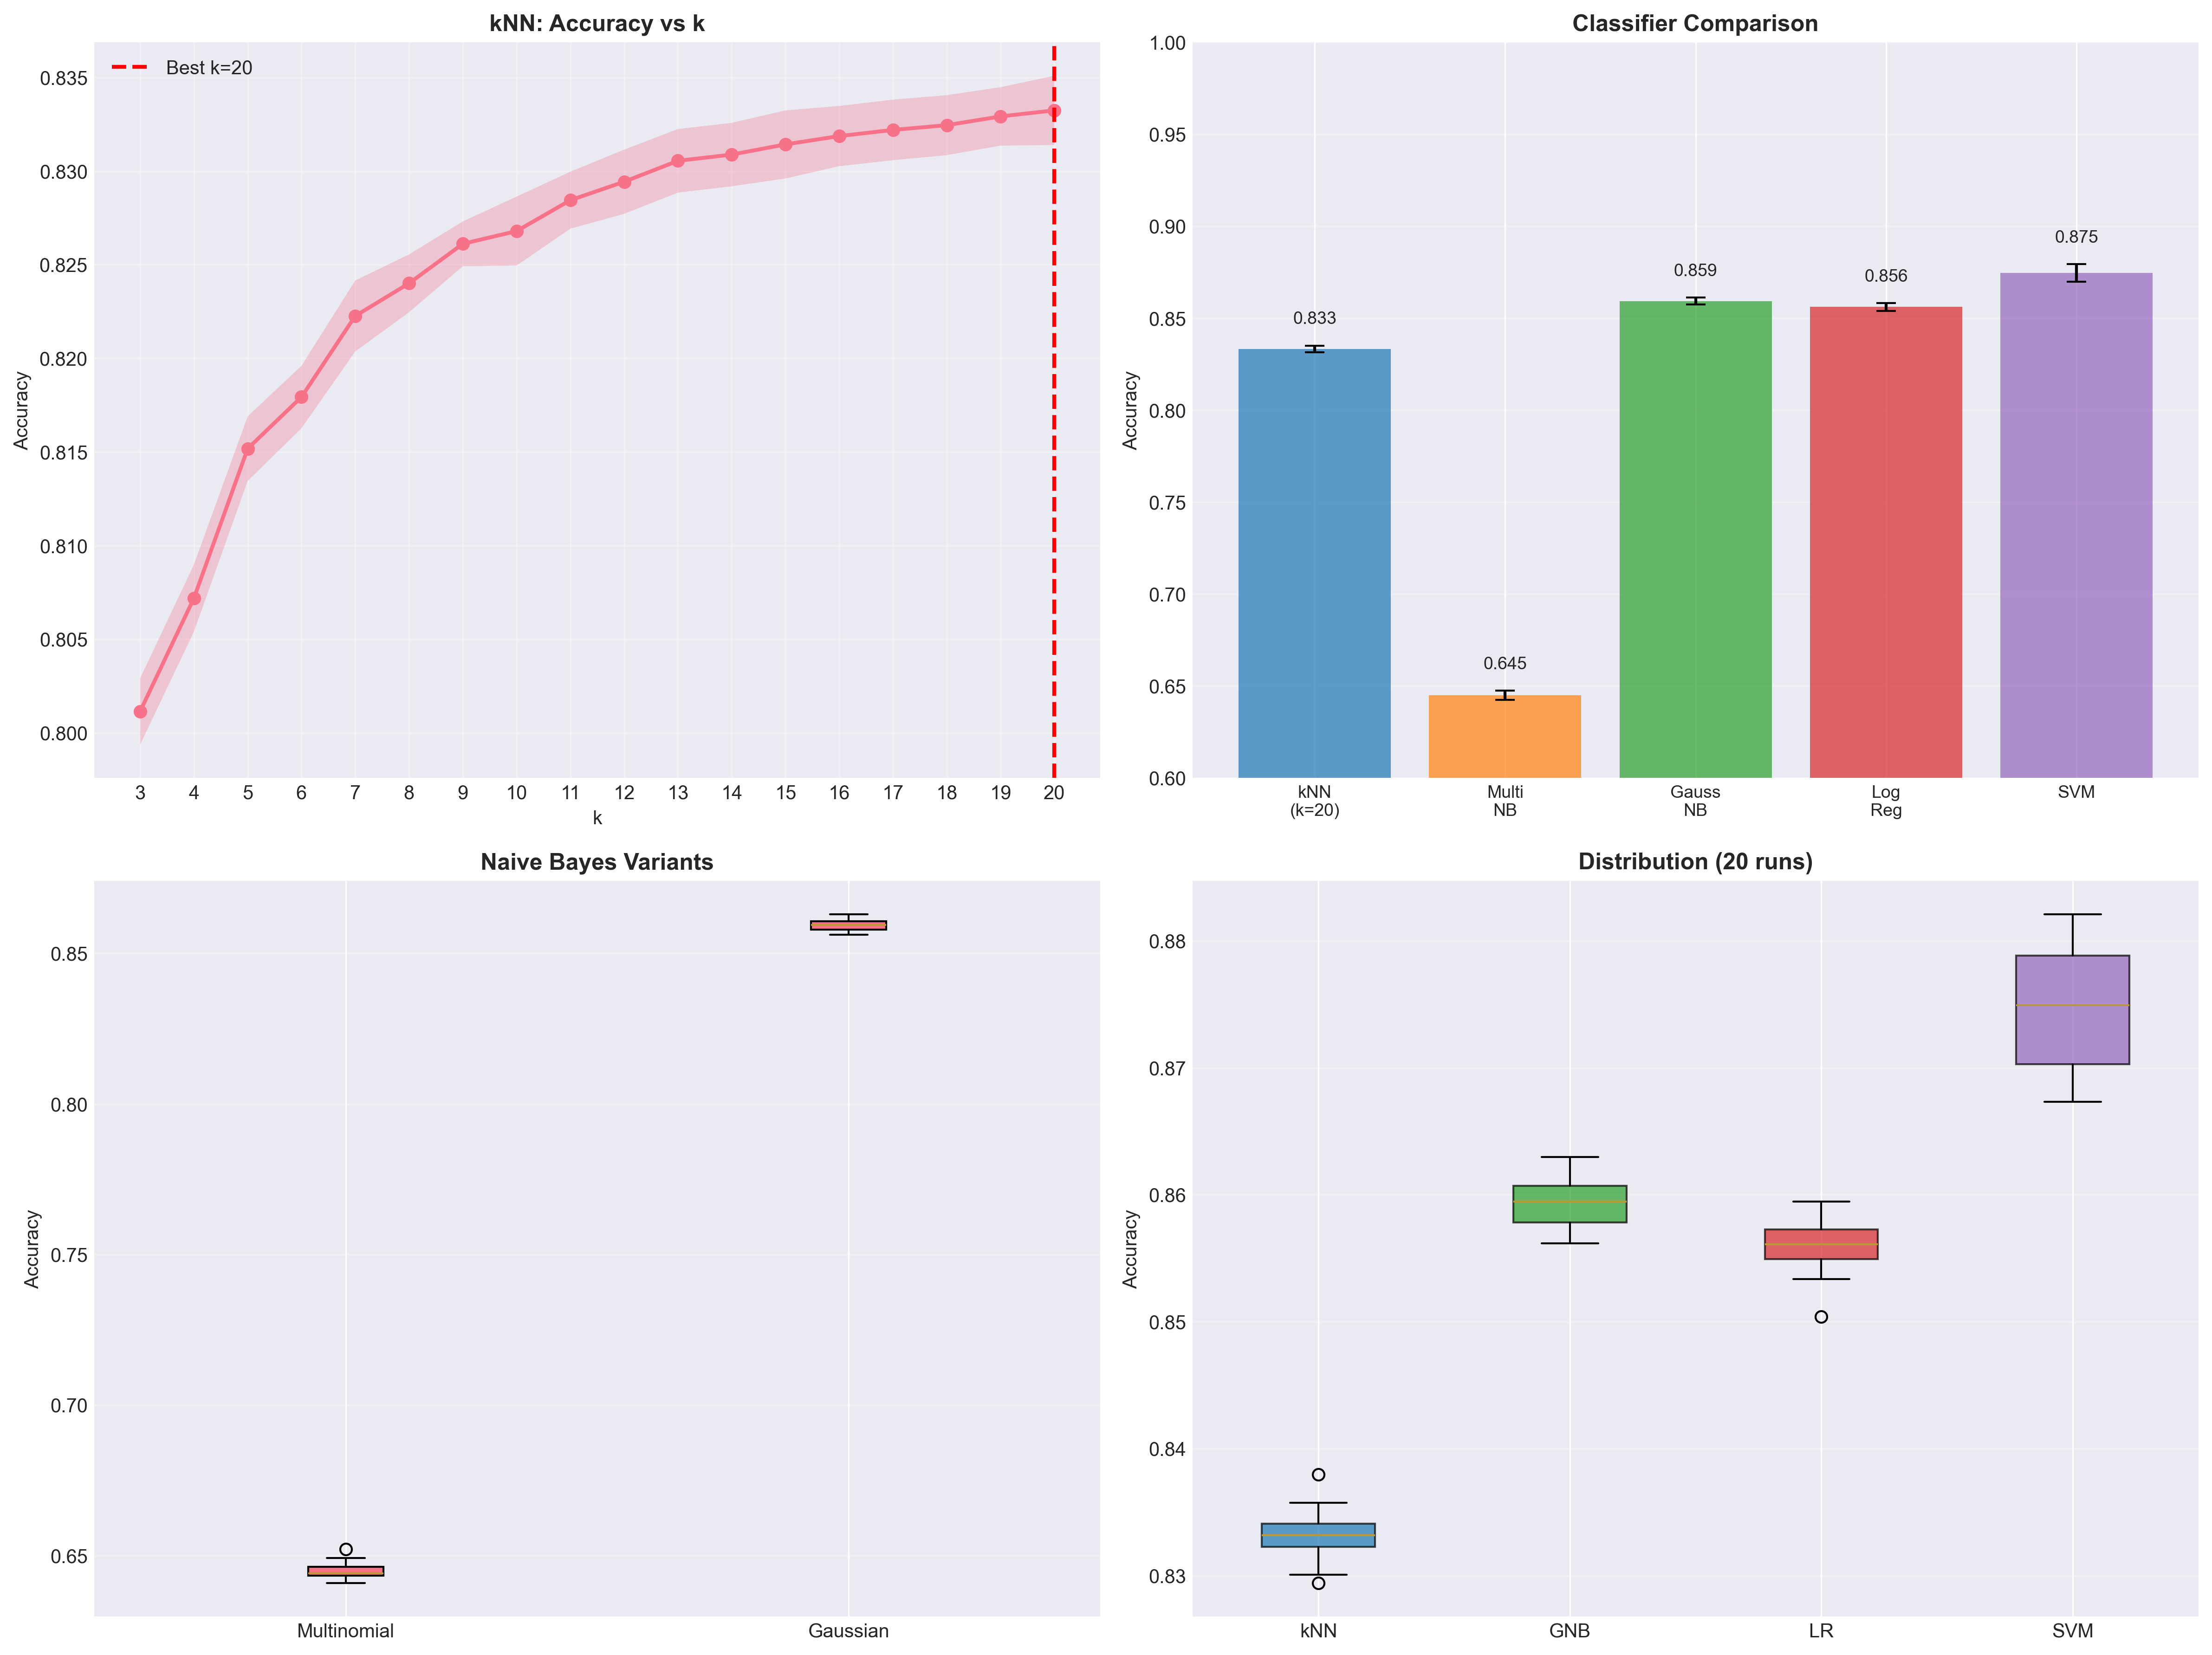 kNN: Accuracy vs k
Best k=20
Accuracy
0.835
0.830
0.825
0.820
0.815
0.810
0.805
0.800
3 4 5 6 7 8 9 10 11 12 13 14 15 16 17 18 19 20
k
Classifier Comparison
Accuracy
1.00
0.95
0.90
0.85
0.80
0.75
0.70
0.65
0.60
0.833
0.645
0.859
0.856
0.875
kNN
(k=20)
Multi
NB
Gauss
NB
Log
Reg
SVM
Naive Bayes Variants
Accuracy
0.85
0.80
0.75
0.70
0.65
Multinomial Gaussian
Distribution (20 runs)
Accuracy
0.88
0.87
0.86
0.85
0.84
0.83
kNN GNB LR SVM